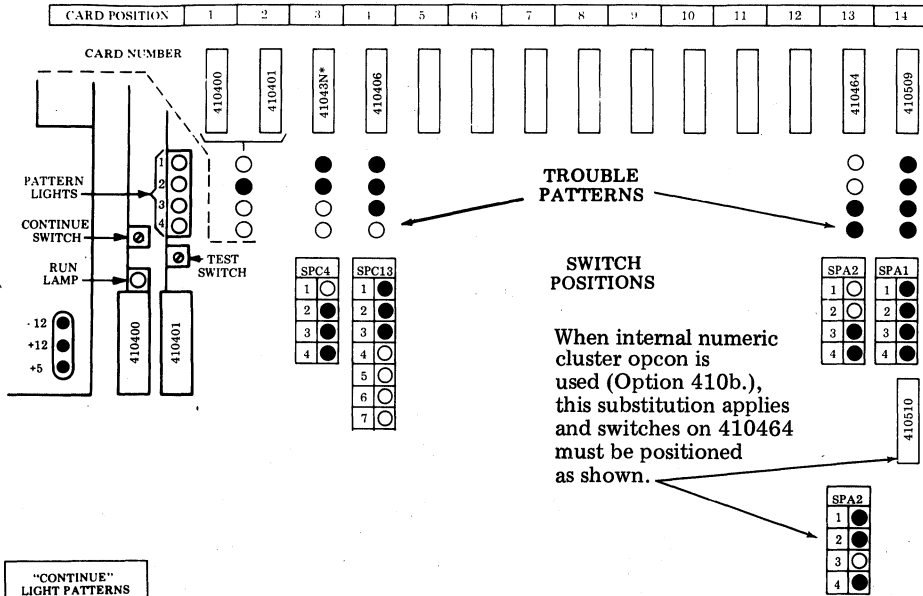 CARD POSITION 1 2 3 4 5 6 7 8 9 10 11 12 13 14
CARD NUMBER
410400 410401 41043N* 410406 410464 410509
PATTERN
LIGHTS
1
2
3
4
CONTINUE
SWITCH
TEST
SWITCH
RUN
LAMP
- 12
+12
+5
410400 410401
TROUBLE
PATTERNS
SWITCH
POSITIONS
SPC4
1
2
3
4
SPC13
1
2
3
4
5
6
7
SPA2
1
2
3
4
SPA1
1
2
3
4
When internal numeric
cluster opcon is
used (Option 410b.),
this substitution applies
and switches on 410464
must be positioned
as shown.
410510
SPA2
1
2
3
4
"CONTINUE"
LIGHT PATTERNS